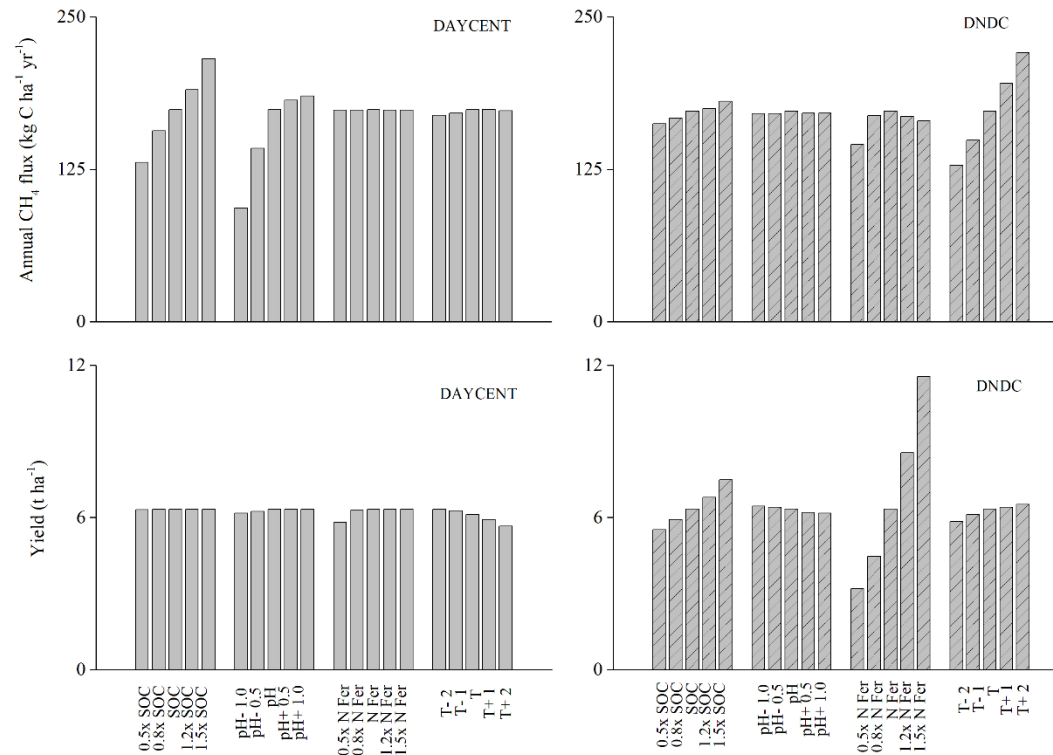 250
125
0
Annual CH₄ flux (kg C ha⁻¹ yr⁻¹)
DAYCENT
250
125
0
DNDC
12
6
0
Yield (t ha⁻¹)
DAYCENT
0.5x SOC
0.8x SOC
SOC
1.2x SOC
1.5x SOC
pH- 1.0
pH- 0.5
pH
pH+ 0.5
pH+ 1.0
0.5x N Fer
0.8x N Fer
N Fer
1.2x N Fer
1.5x N Fer
T- 2
T- 1
T
T+ 1
T+ 2
12
6
0
DNDC
0.5x SOC
0.8x SOC
SOC
1.2x SOC
1.5x SOC
pH- 1.0
pH- 0.5
pH
pH+ 0.5
pH+ 1.0
0.5x N Fer
0.8x N Fer
N Fer
1.2x N Fer
1.5x N Fer
T- 2
T- 1
T
T+ 1
T+ 2